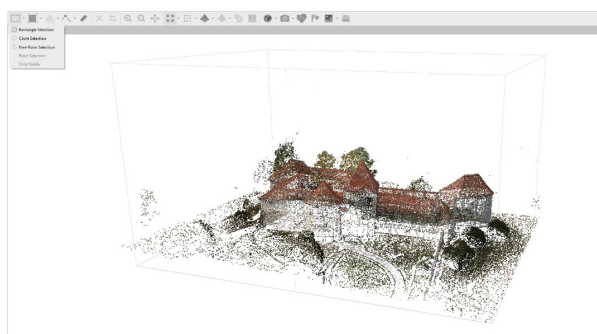 Rectangle Selection
Circle Selection
Free-Form Selection
Reset Selection
Only Visible